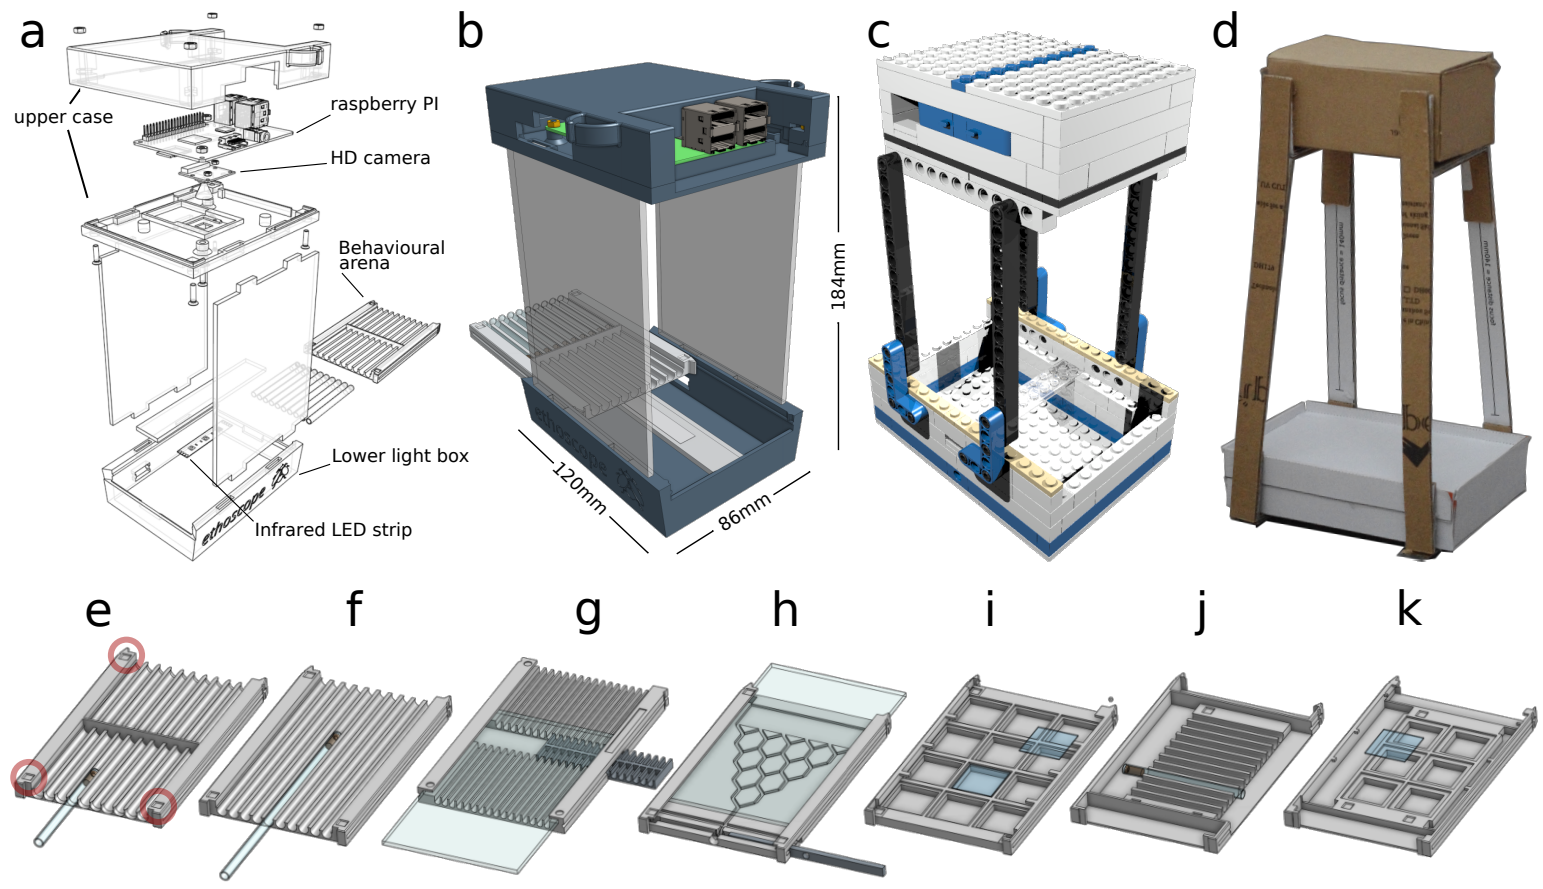 a
b
c
d
upper case
raspberry PI
HD camera
Behavioural
arena
Lower light box
Infrared LED strip
ethoscope
ethoscope
184mm
120mm
86mm
e
f
g
h
i
j
k